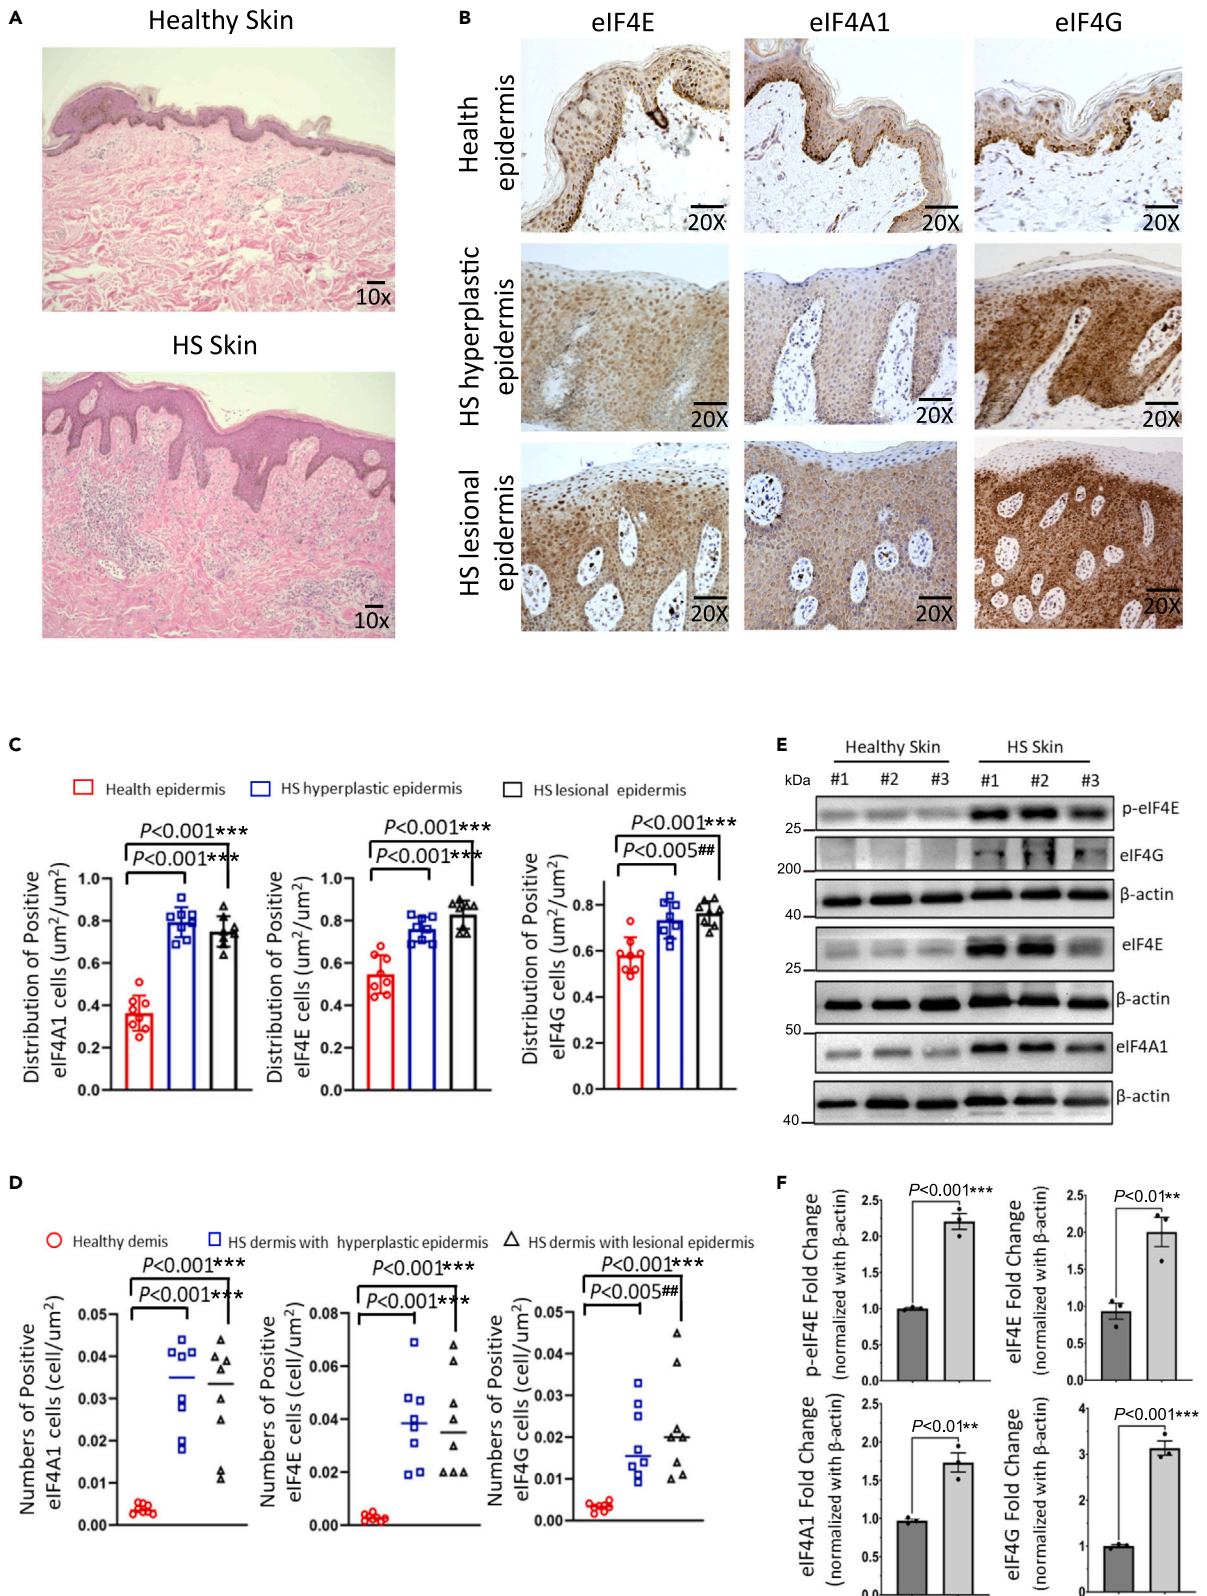 A
Healthy Skin
10x
HS Skin
10x
B
eIF4E
eIF4A1
eIF4G
Health
epidermis
20X
20X
20X
HS hyperplastic
epidermis
20X
20X
20X
HS lesional
epidermis
20X
20X
20X
C
Health epidermis
HS hyperplastic epidermis
HS lesional epidermis
Distribution of Positive
eIF4A1 cells (um²/um²)
P<0.001***
P<0.001***
1.0
0.8
0.6
0.4
0.2
0.0
Distribution of Positive
eIF4E cells (um²/um²)
P<0.001***
P<0.001***
1.0
0.8
0.6
0.4
0.2
0.0
Distribution of Positive
eIF4G cells (um²/um²)
P<0.001***
P<0.005##
0.8
0.6
0.4
0.2
0.0
D
Healthy demis
HS dermis with hyperplastic epidermis
HS dermis with lesional epidermis
Numbers of Positive
eIF4A1 cells (cell/um²)
P<0.001***
P<0.001***
0.05
0.04
0.03
0.02
0.01
0.00
Numbers of Positive
eIF4E cells (cell/um²)
P<0.001***
P<0.001***
0.08
0.06
0.04
0.02
0.00
Numbers of Positive
eIF4G cells (cell/um²)
P<0.001***
P<0.005##
0.05
0.04
0.03
0.02
0.01
0.00
E
Healthy Skin
HS Skin
kDa
#1 #2 #3 #1 #2 #3
p-eIF4E
25
eIF4G
200
β-actin
40
eIF4E
25
β-actin
50
eIF4A1
β-actin
40
F
p-eIF4E Fold Change
(normalized with β-actin)
P<0.001***
2.5
2.0
1.5
1.0
0.5
0.0
eIF4E Fold Change
(normalized with β-actin)
P<0.01**
2.5
2.0
1.5
1.0
0.5
0.0
eIF4A1 Fold Change
(normalized with β-actin)
P<0.01**
2.5
2.0
1.5
1.0
0.5
0.0
eIF4G Fold Change
(normalized with β-actin)
P<0.001***
4
3
2
1
0